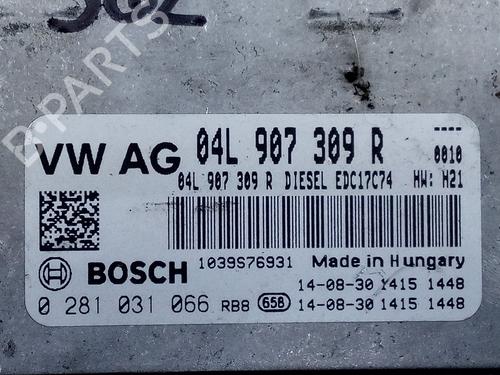 B-PARTS
VW AG 04L 907 309 R ----
0010
04L 907 309 R DIESEL EDC17C74 HW: H21
1039S76931 Made in Hungary
BOSCH
14-08-30 1415 1448
0 281 031 066 RB8 658 14-08-30 1415 1448